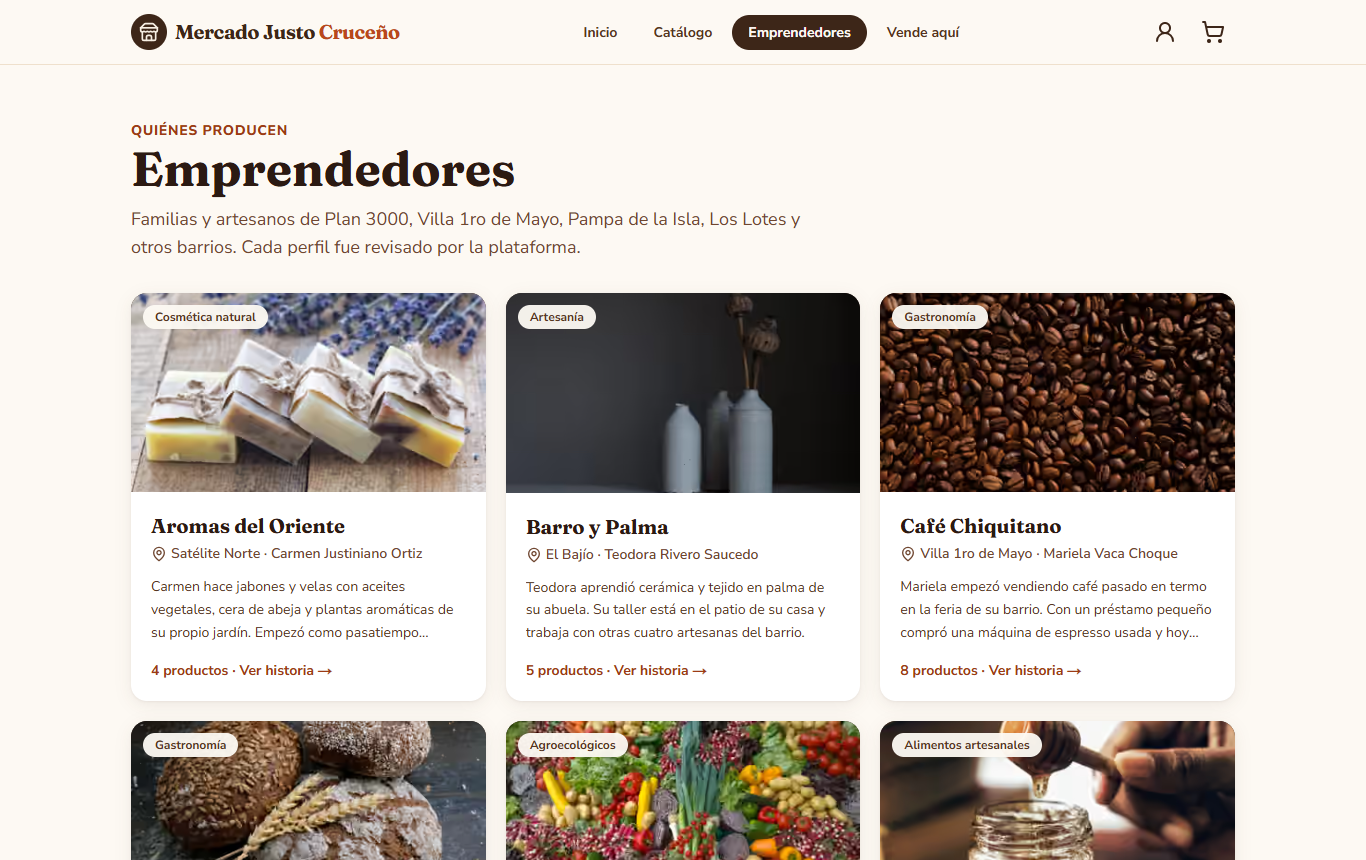 Mercado Justo Cruceño
Inicio
Catálogo
Emprendedores
Vende aquí
QUIÉNES PRODUCEN
Emprendedores
Familias y artesanos de Plan 3000, Villa 1ro de Mayo, Pampa de la Isla, Los Lotes y
otros barrios. Cada perfil fue revisado por la plataforma.
Cosmética natural
Aromas del Oriente
Satélite Norte · Carmen Justiniano Ortiz
Carmen hace jabones y velas con aceites
vegetales, cera de abeja y plantas aromáticas de
su propio jardín. Empezó como pasatiempo...
4 productos · Ver historia →
Artesanía
Barro y Palma
El Bajío · Teodora Rivero Saucedo
Teodora aprendió cerámica y tejido en palma de
su abuela. Su taller está en el patio de su casa y
trabaja con otras cuatro artesanas del barrio.
5 productos · Ver historia →
Gastronomía
Café Chiquitano
Villa 1ro de Mayo · Mariela Vaca Choque
Mariela empezó vendiendo café pasado en termo
en la feria de su barrio. Con un préstamo pequeño
compró una máquina de espresso usada y hoy...
8 productos · Ver historia →
Gastronomía
Agroecológicos
Alimentos artesanales